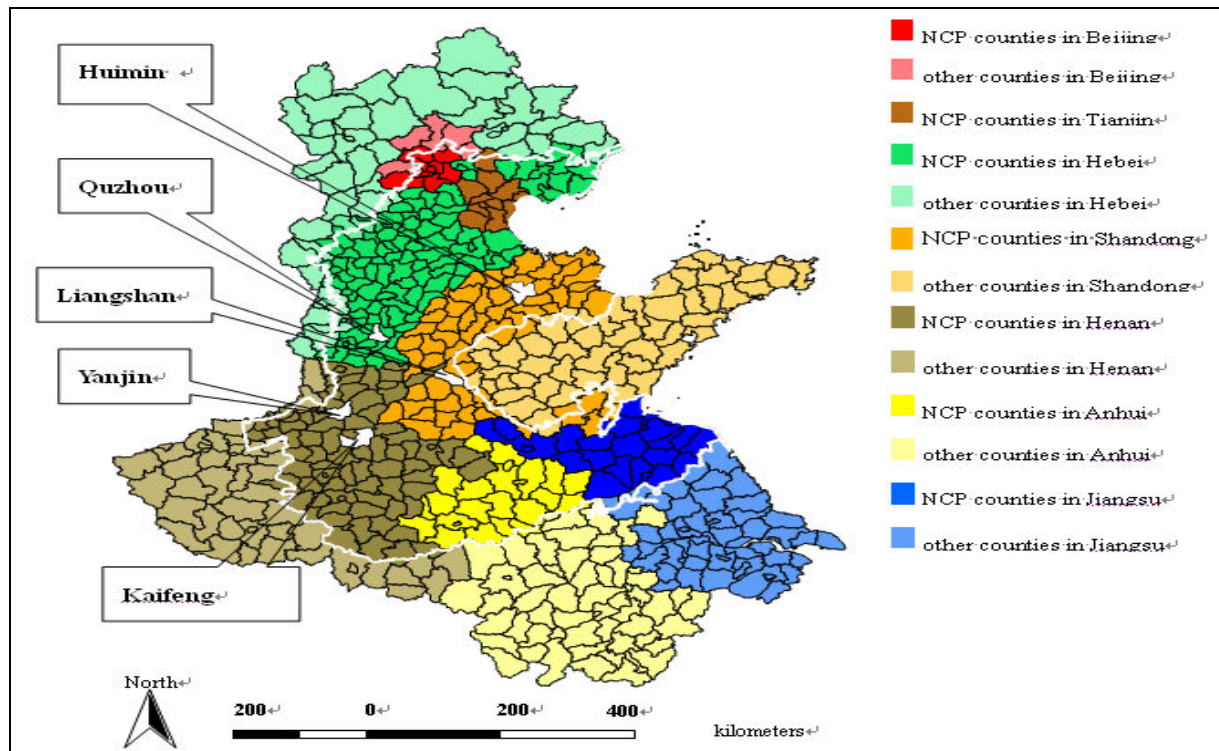 Huimin ↵
Quzhou↵
Liangshan↵
Yanjin↵
Kaifeng↵
NCP counties in Beijing↵
other counties in Beijing↵
NCP counties in Tianjin↵
NCP counties in Hebei↵
other counties in Hebei↵
NCP counties in Shandong↵
other counties in Shandong↵
NCP counties in Henan↵
other counties in Henan↵
NCP counties in Anhui↵
other counties in Anhui↵
NCP counties in Jiangsu↵
other counties in Jiangsu↵
North↵
200↵ 0↵ 200↵ 400↵
kilometers↵